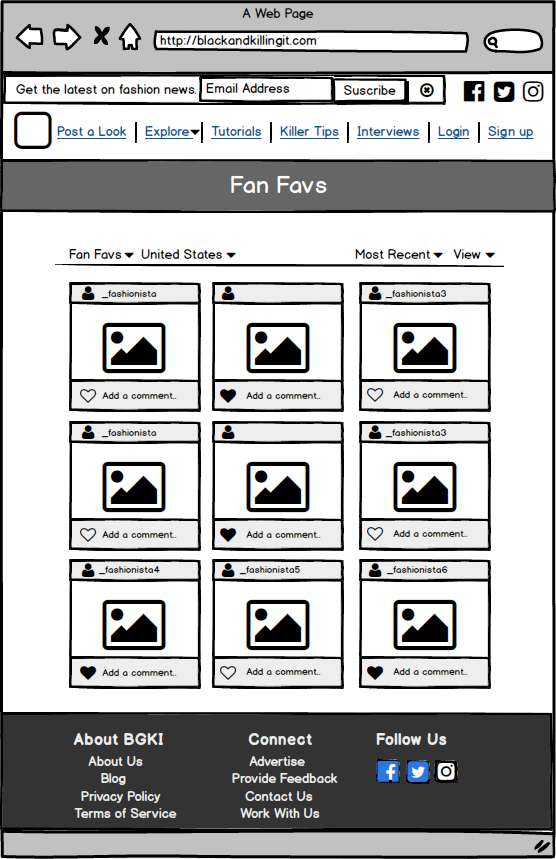 A Web Page
http://blackandkillingit.com
Get the latest on fashion news. Email Address Suscribe
Post a Look Explore Tutorials Killer Tips Interviews Login Sign up
Fan Favs
Fan Favs United States Most Recent View
_fashionista _fashionista3
Add a comment.. Add a comment.. Add a comment..
_fashionista _fashionista3
Add a comment.. Add a comment.. Add a comment..
_fashionista4 _fashionista5 _fashionista6
Add a comment.. Add a comment.. Add a comment..
About BGKI Connect Follow Us
About Us Advertise
Blog Provide Feedback
Privacy Policy Contact Us
Terms of Service Work With Us